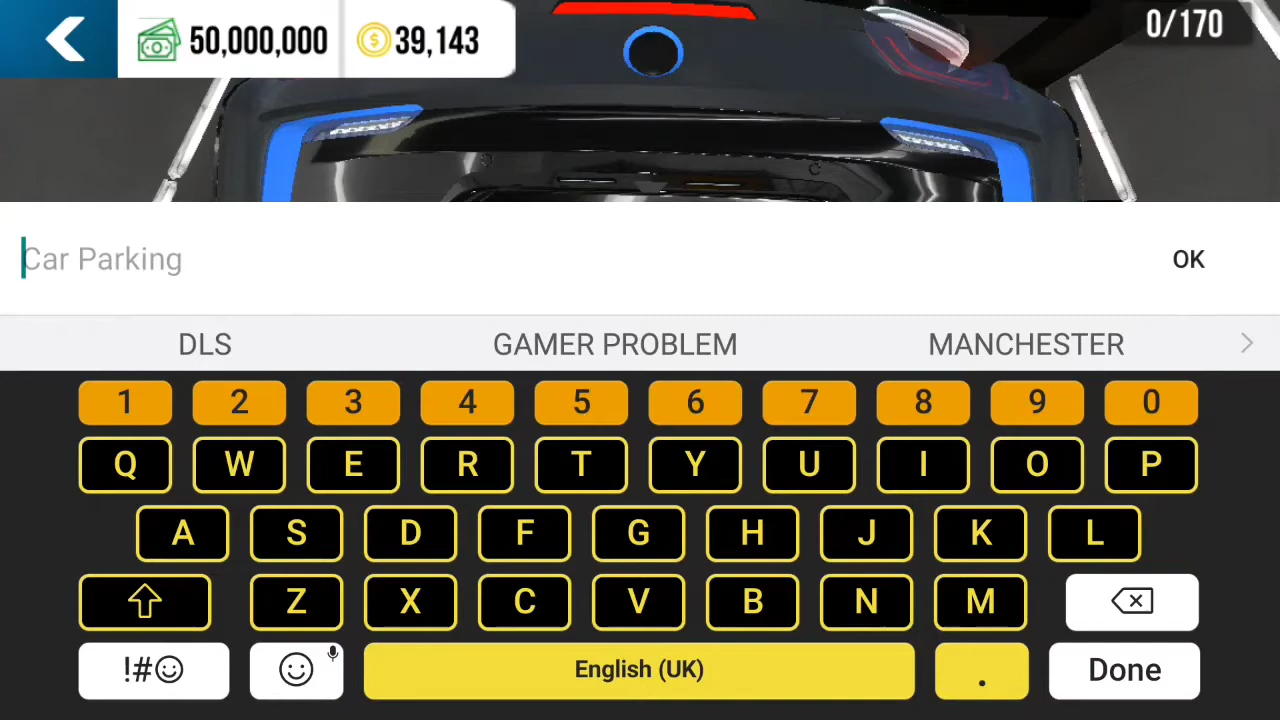 50,000,000 39,143 0/170
Car Parking OK
DLS GAMER PROBLEM MANCHESTER
1 2 3 4 5 6 7 8 9 0
Q W E R T Y U I O P
A S D F G H J K L
Z X C V B N M
!#☺ English (UK) . Done